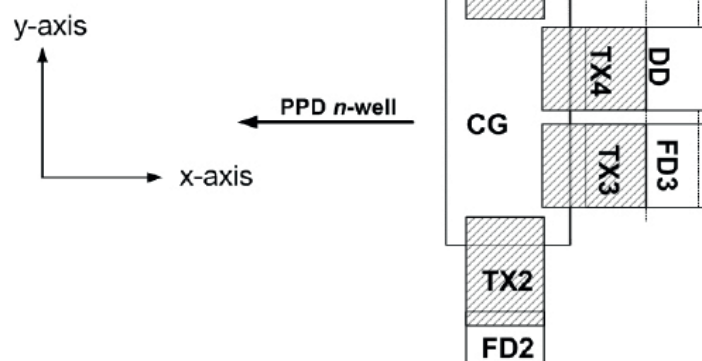 y-axis
x-axis
PPD n-well
CG
TX4
DD
TX3
FD3
TX2
FD2